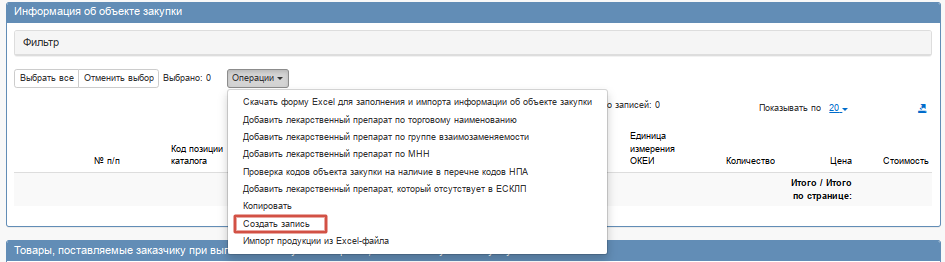 Информация об объекте закупки
Фильтр
Выбрать все Отменить выбор Выбрано: 0 Операции
Скачать форму Excel для заполнения и импорта информации об объекте закупки
Добавить лекарственный препарат по торговому наименованию
Добавить лекарственный препарат по группе взаимозаменяемости
Добавить лекарственный препарат по МНН
Проверка кодов объекта закупки на наличие в перечне кодов НПА
Добавить лекарственный препарат, который отсутствует в ЕСКЛП
Копировать
Создать запись
Импорт продукции из Excel-файла
записей: 0 Показывать по 20
№ п/п
Код позиции
каталога
Единица
измерения
ОКЕИ
Количество Цена Стоимость
Итого / Итого
по странице:
Товары, поставляемые заказчику при